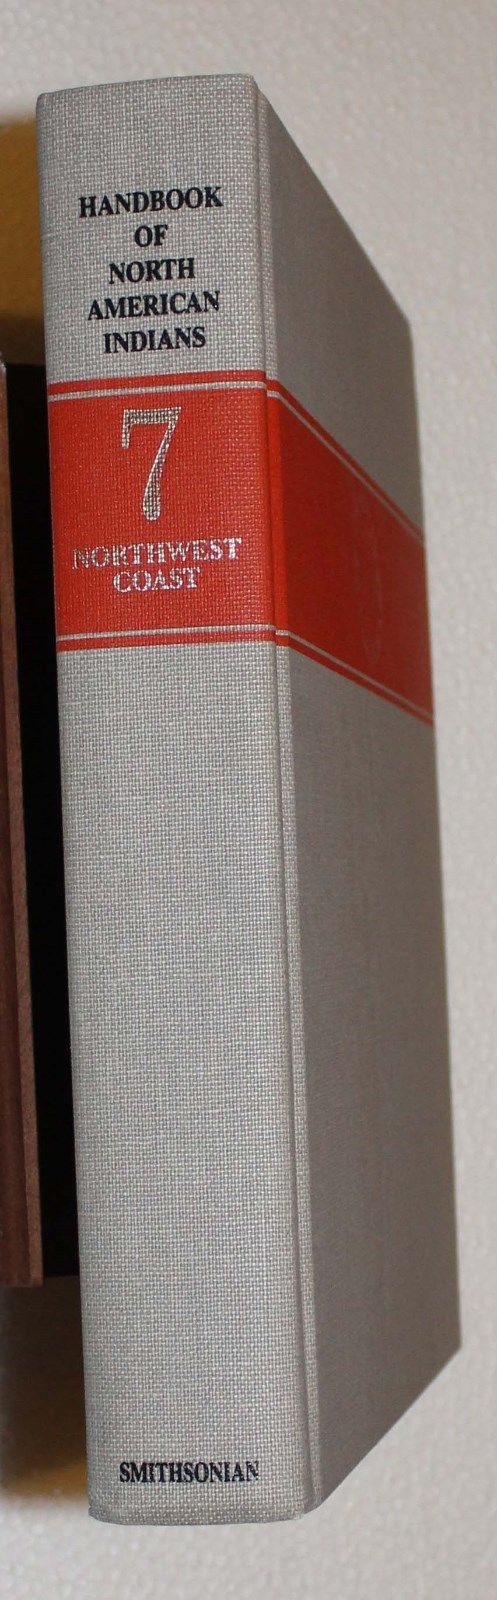 HANDBOOK
OF
NORTH
AMERICAN
INDIANS
7
NORTHWEST
COAST
SMITHSONIAN